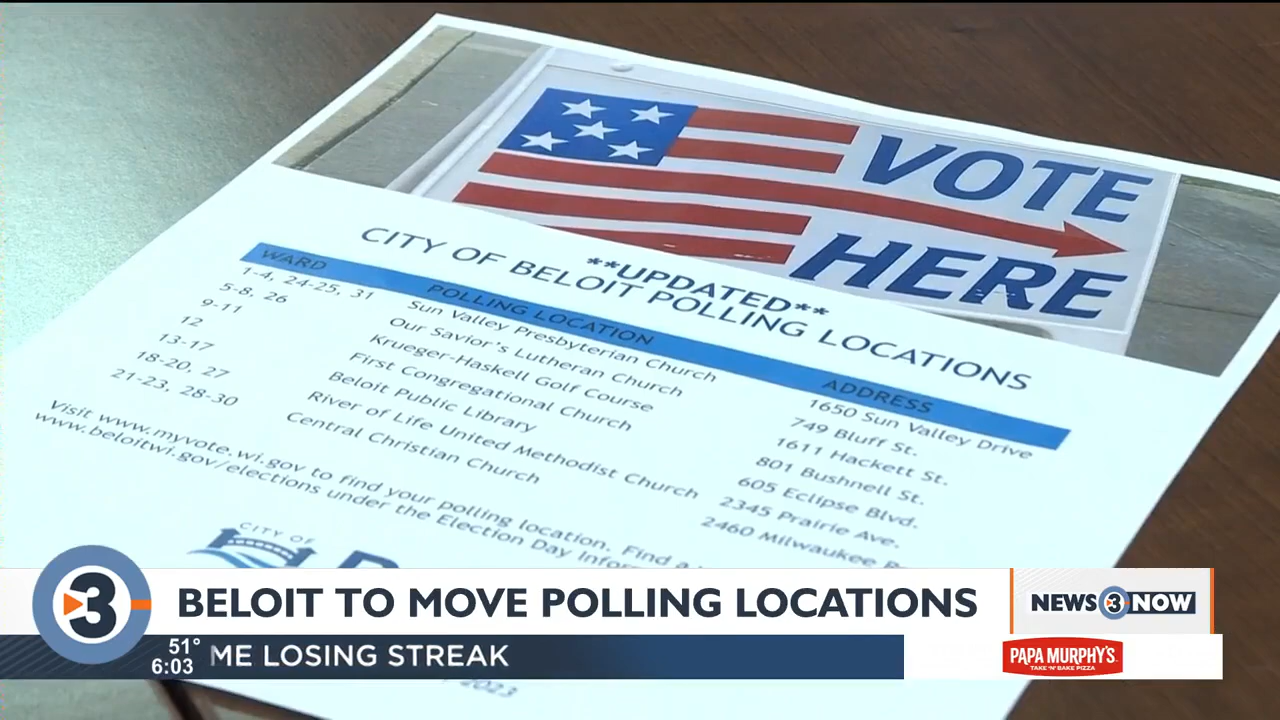 VOTE
HERE
**UPDATED**
CITY OF BELOIT POLLING LOCATIONS
WARD POLLING LOCATION ADDRESS
1-4, 24-25, 31 Sun Valley Presbyterian Church 1650 Sun Valley Drive
5-8, 26 Our Savior's Lutheran Church 749 Bluff St.
9-11 Krueger-Haskell Golf Course 1611 Hackett St.
12 First Congregational Church 801 Bushnell St.
13-17 Beloit Public Library 605 Eclipse Blvd.
18-20, 27 River of Life United Methodist Church 2345 Prairie Ave.
21-23, 28-30 Central Christian Church 2460 Milwaukee
Visit www.myvote.wi.gov to find your polling location. Find a
www.beloitwi.gov/elections under the Election Day
CITY OF
3 BELOIT TO MOVE POLLING LOCATIONS
NEWS 3 NOW
51°
6:03 ME LOSING STREAK
PAPA MURPHY'S
TAKE 'N' BAKE PIZZA
2023